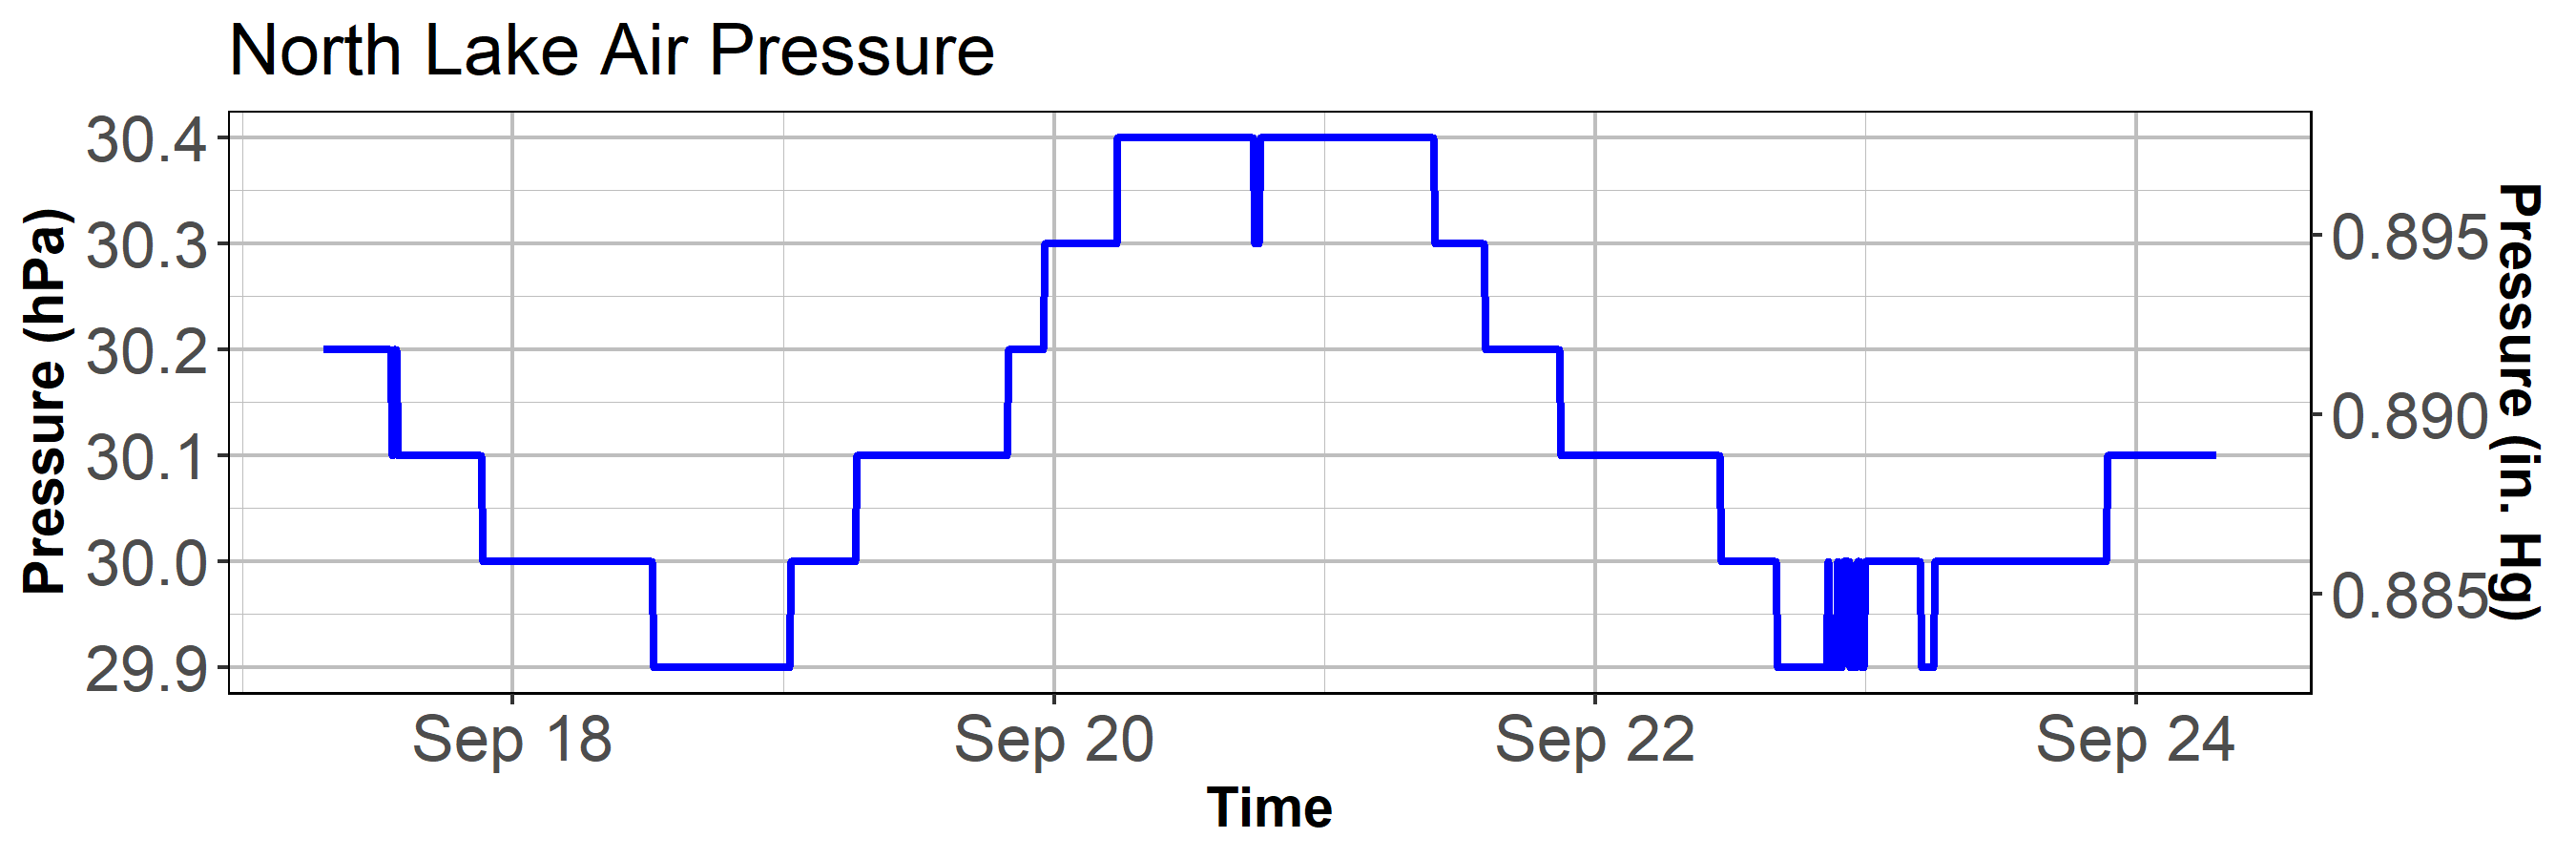 North Lake Air Pressure
30.4
30.3
30.2
30.1
30.0
29.9
Pressure (hPa)
0.895
0.890
0.885
Pressure (in. Hg)
Sep 18 Sep 20 Sep 22 Sep 24
Time